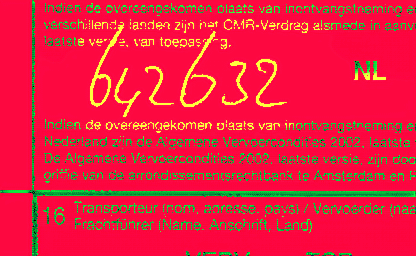 Indien de overeengekomen plaats van inontvangstneming e
verschillende landen zijn het CMR-Verdrag alsmede in aanv
laatste versie, van toepassing.
642632
NL
Indien de overeengekomen plaats van inontvangstneming e
Nederland zijn de Algemene Vervoercondities 2002, laatste
De Algemene Vervoercondities 2002, laatste versie, zijn doo
griffie van de arrondissementsrechtbank te Amsterdam en R
16 Transporteur (nom, adresse, pays) / Vervoerder (naa
Frachtführer (Name, Anschrift, Land)